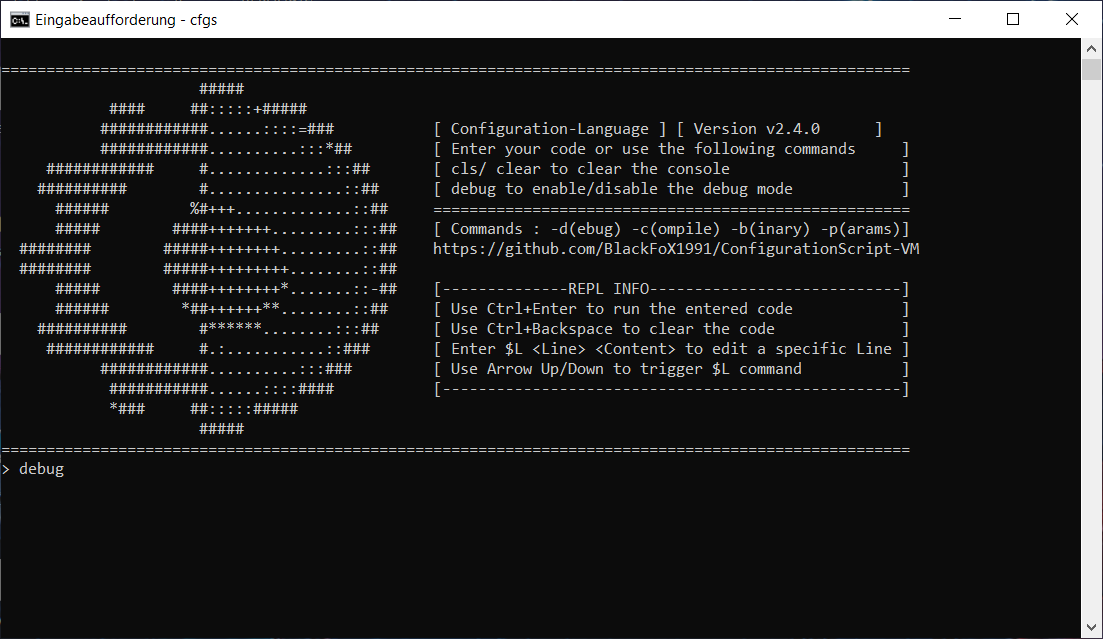 Eingabeaufforderung - cfgs
[ Configuration-Language ] [ Version v2.4.0      ]
[ Enter your code or use the following commands     ]
[ cls/ clear to clear the console                   ]
[ debug to enable/disable the debug mode            ]
[ Commands : -d(ebug) -c(ompile) -b(inary) -p(arams)]
https://github.com/BlackFoX1991/ConfigurationScript-VM
[--------------REPL INFO----------------------------]
[ Use Ctrl+Enter to run the entered code            ]
[ Use Ctrl+Backspace to clear the code              ]
[ Enter $L <Line> <Content> to edit a specific Line ]
[ Use Arrow Up/Down to trigger $L command           ]
> debug